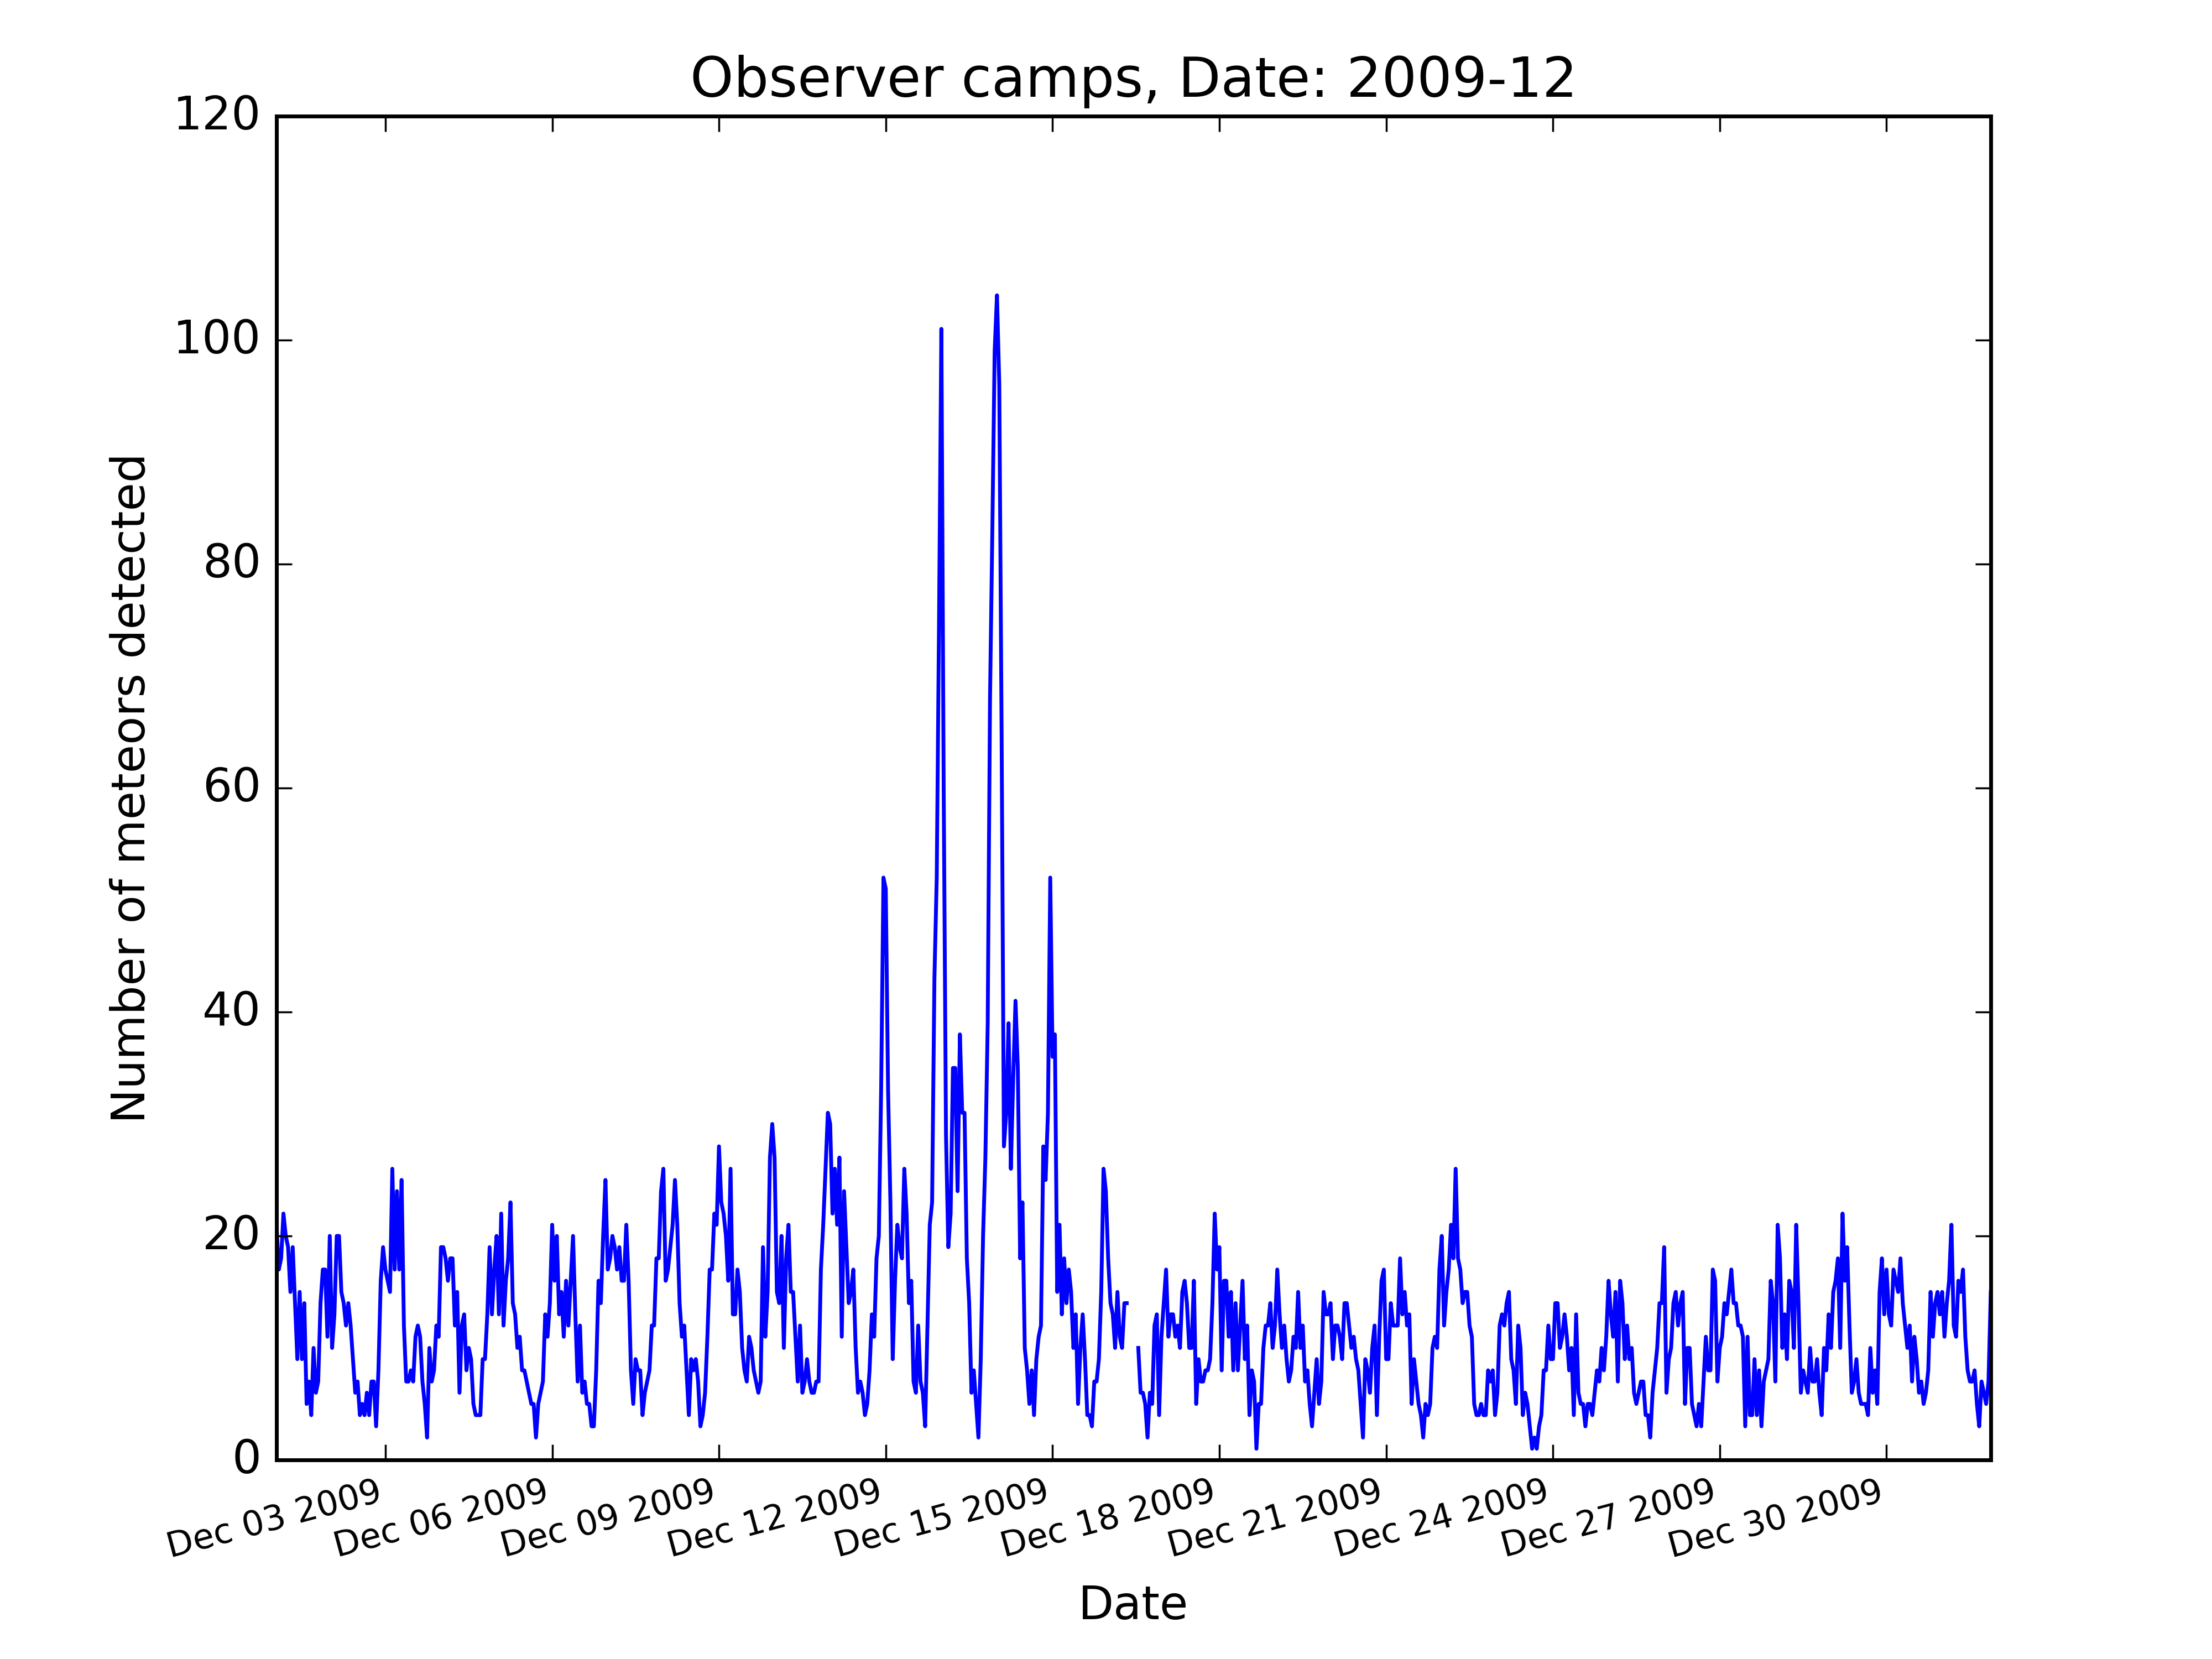 Observer camps, Date: 2009-12
120
100
80
60
40
20
0
Number of meteors detected
Dec 03 2009
Dec 06 2009
Dec 09 2009
Dec 12 2009
Dec 15 2009
Dec 18 2009
Dec 21 2009
Dec 24 2009
Dec 27 2009
Dec 30 2009
Date